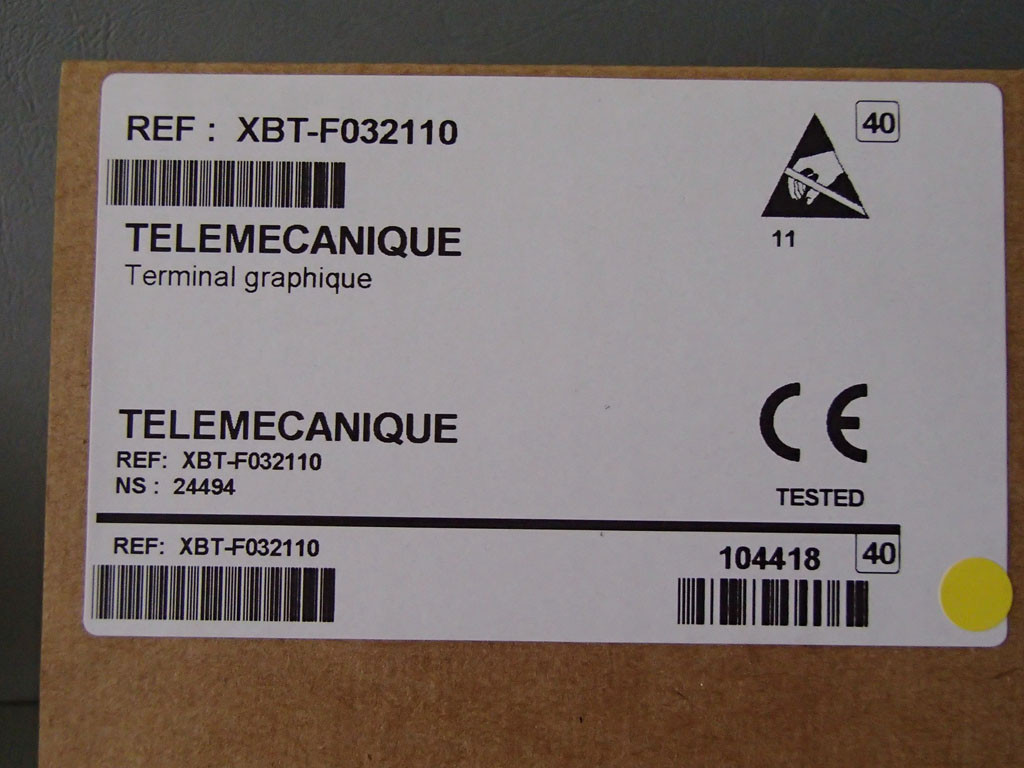 REF : XBT-F032110
40
TELEMECANIQUE
Terminal graphique
11
TELEMECANIQUE
REF: XBT-F032110
NS : 24494
CE
TESTED
REF: XBT-F032110
104418
40